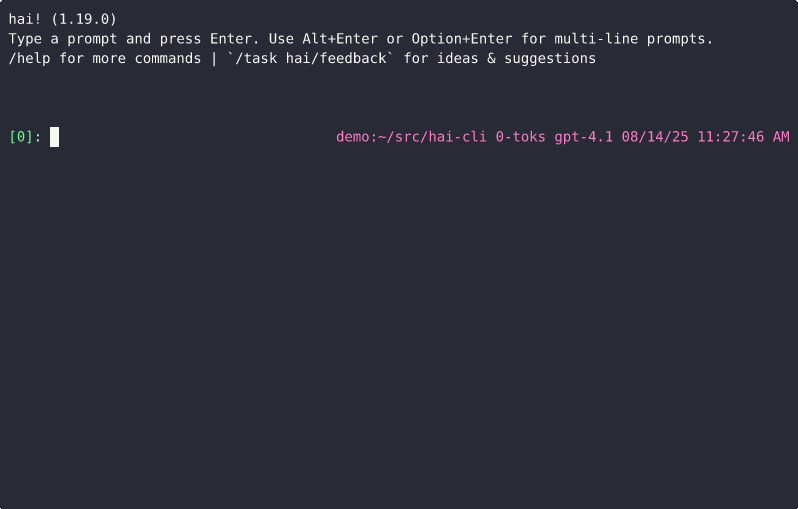 hai! (1.19.0)
Type a prompt and press Enter. Use Alt+Enter or Option+Enter for multi-line prompts.
/help for more commands | `/task hai/feedback` for ideas & suggestions
[0]: demo:~/src/hai-cli 0-toks gpt-4.1 08/14/25 11:27:46 AM